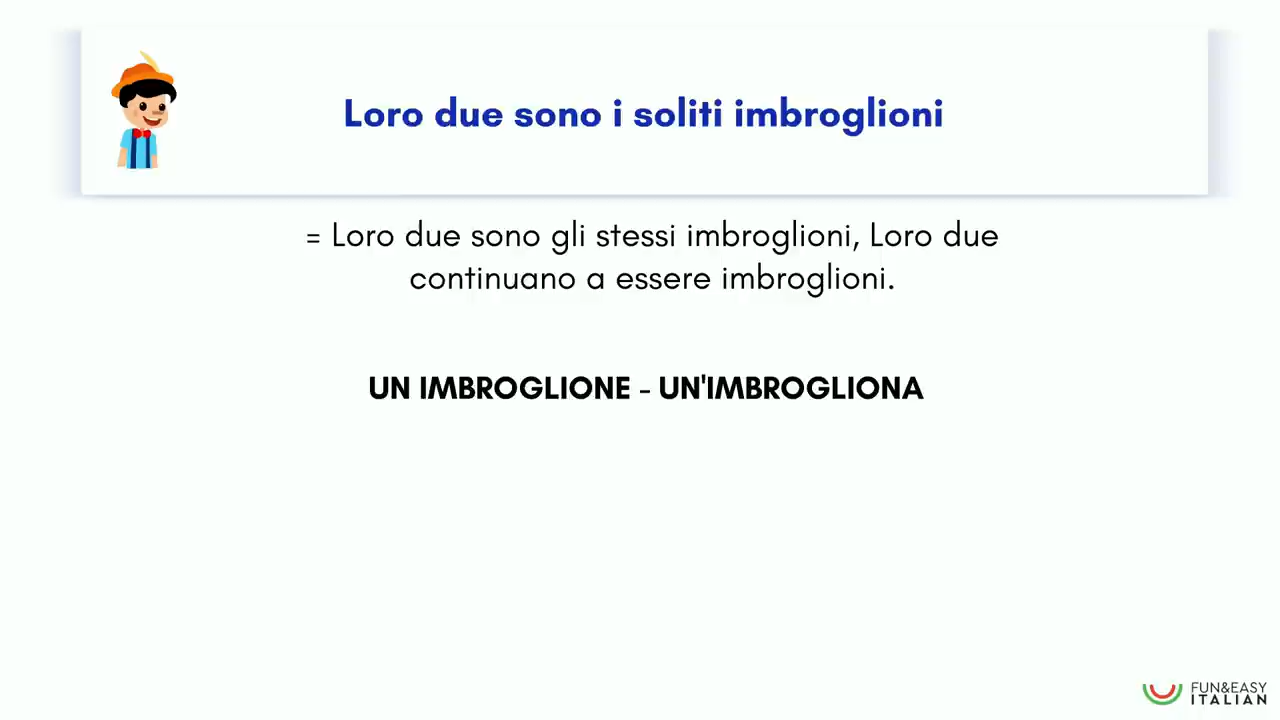 Loro due sono i soliti imbroglioni
= Loro due sono gli stessi imbroglioni, Loro due
continuano a essere imbroglioni.
UN IMBROGLIONE - UN'IMBROGLIONA
FUN&EASY
ITALIAN